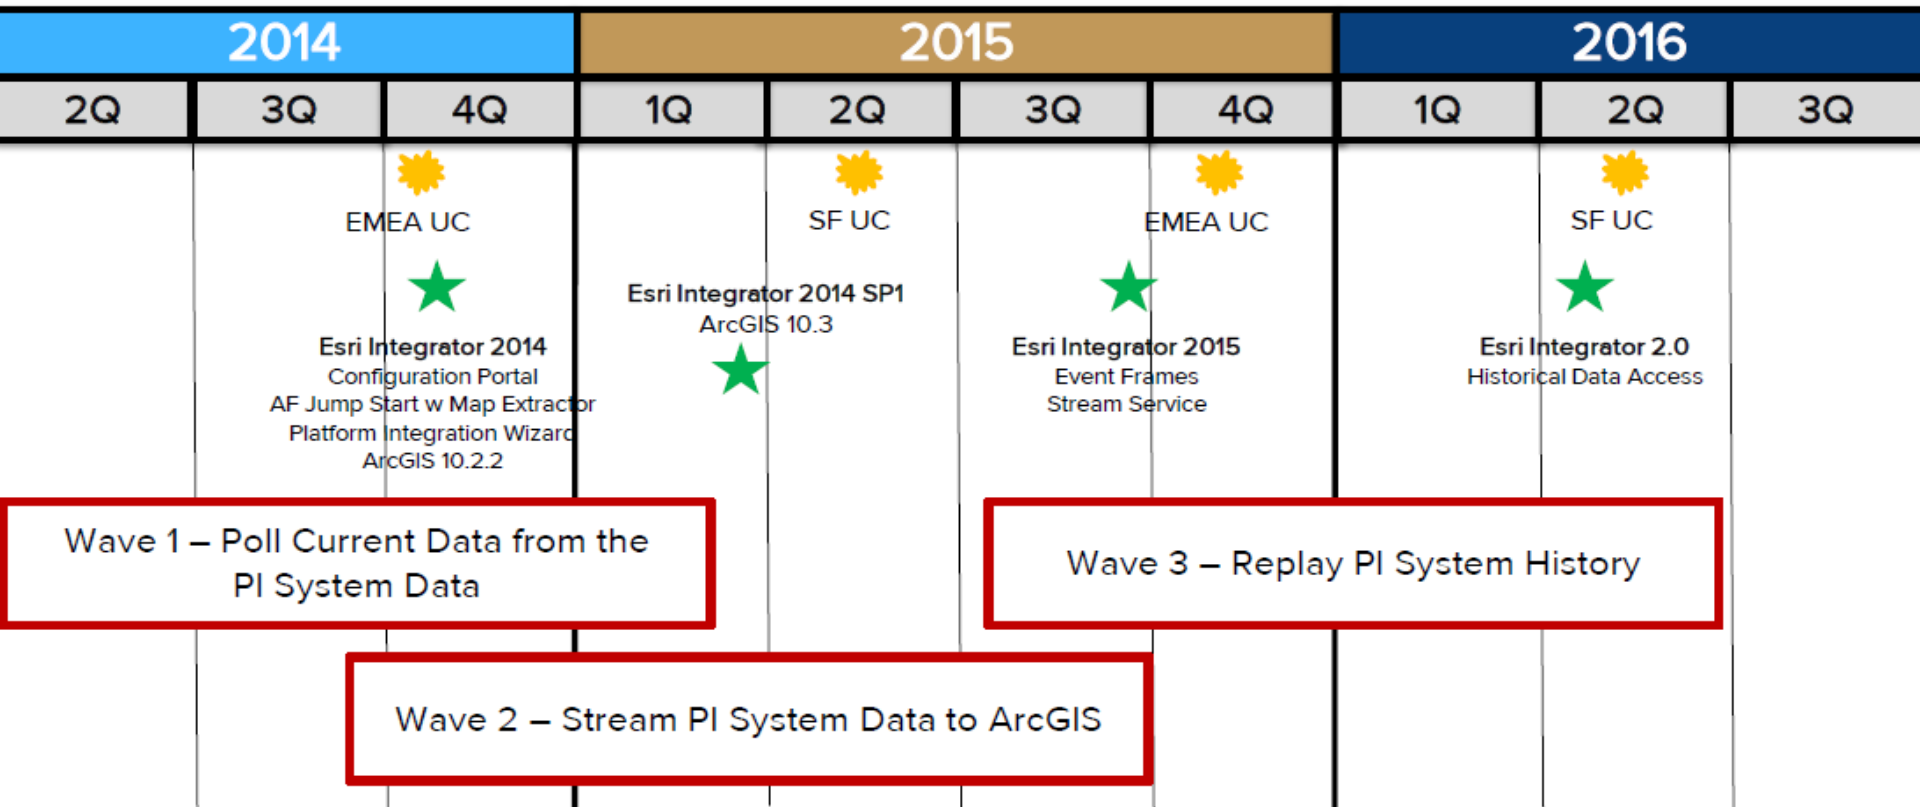 2014
2015
2016
2Q
3Q
4Q
1Q
2Q
3Q
4Q
1Q
2Q
3Q
EMEA UC
SF UC
EMEA UC
SF UC
Esri Integrator 2014
Configuration Portal
AF Jump Start w Map Extractor
Platform Integration Wizard
ArcGIS 10.2.2
Esri Integrator 2014 SP1
ArcGIS 10.3
Esri Integrator 2015
Event Frames
Stream Service
Esri Integrator 2.0
Historical Data Access
Wave 1 – Poll Current Data from the
PI System Data
Wave 3 – Replay PI System History
Wave 2 – Stream PI System Data to ArcGIS